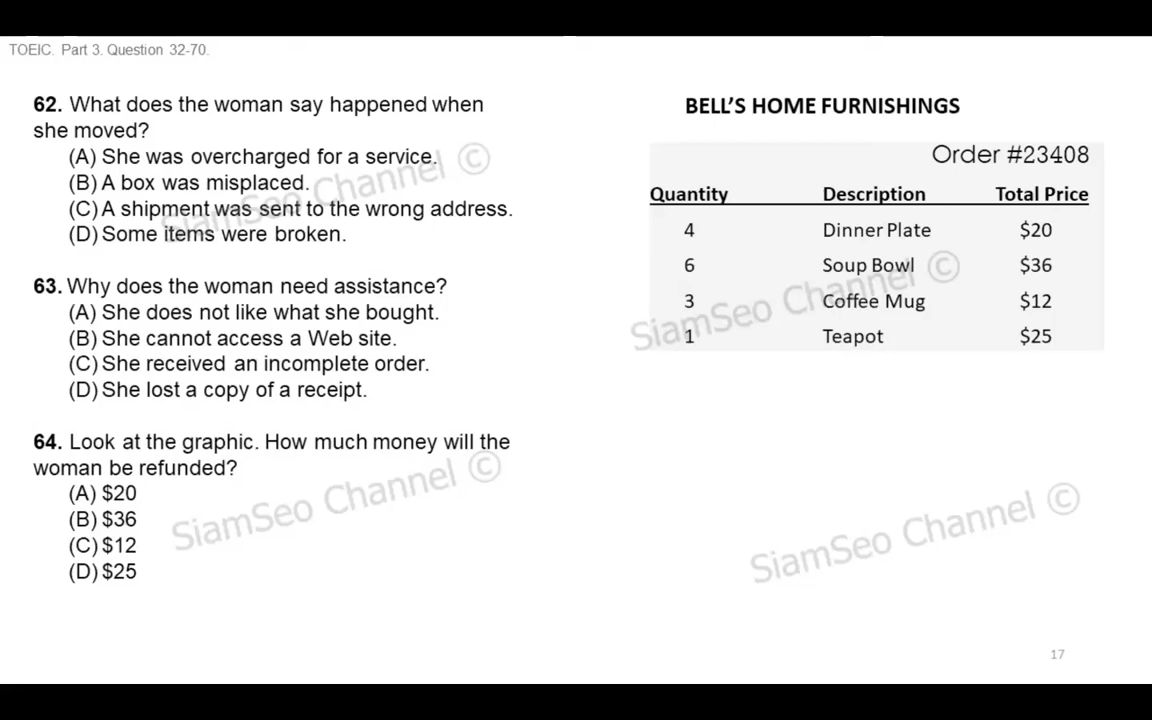 TOEIC. Part 3. Question 32-70.
62. What does the woman say happened when
she moved?
(A) She was overcharged for a service.
(B) A box was misplaced.
(C) A shipment was sent to the wrong address.
(D) Some items were broken.
63. Why does the woman need assistance?
(A) She does not like what she bought.
(B) She cannot access a Web site.
(C) She received an incomplete order.
(D) She lost a copy of a receipt.
64. Look at the graphic. How much money will the
woman be refunded?
(A) $20
(B) $36
(C) $12
(D) $25
BELL'S HOME FURNISHINGS
Order #23408
Quantity Description Total Price
4 Dinner Plate $20
6 Soup Bowl $36
3 Coffee Mug $12
1 Teapot $25
SiamSeo Channel ©
SiamSeo Channel ©
SiamSeo Channel ©
SiamSeo Channel ©
17